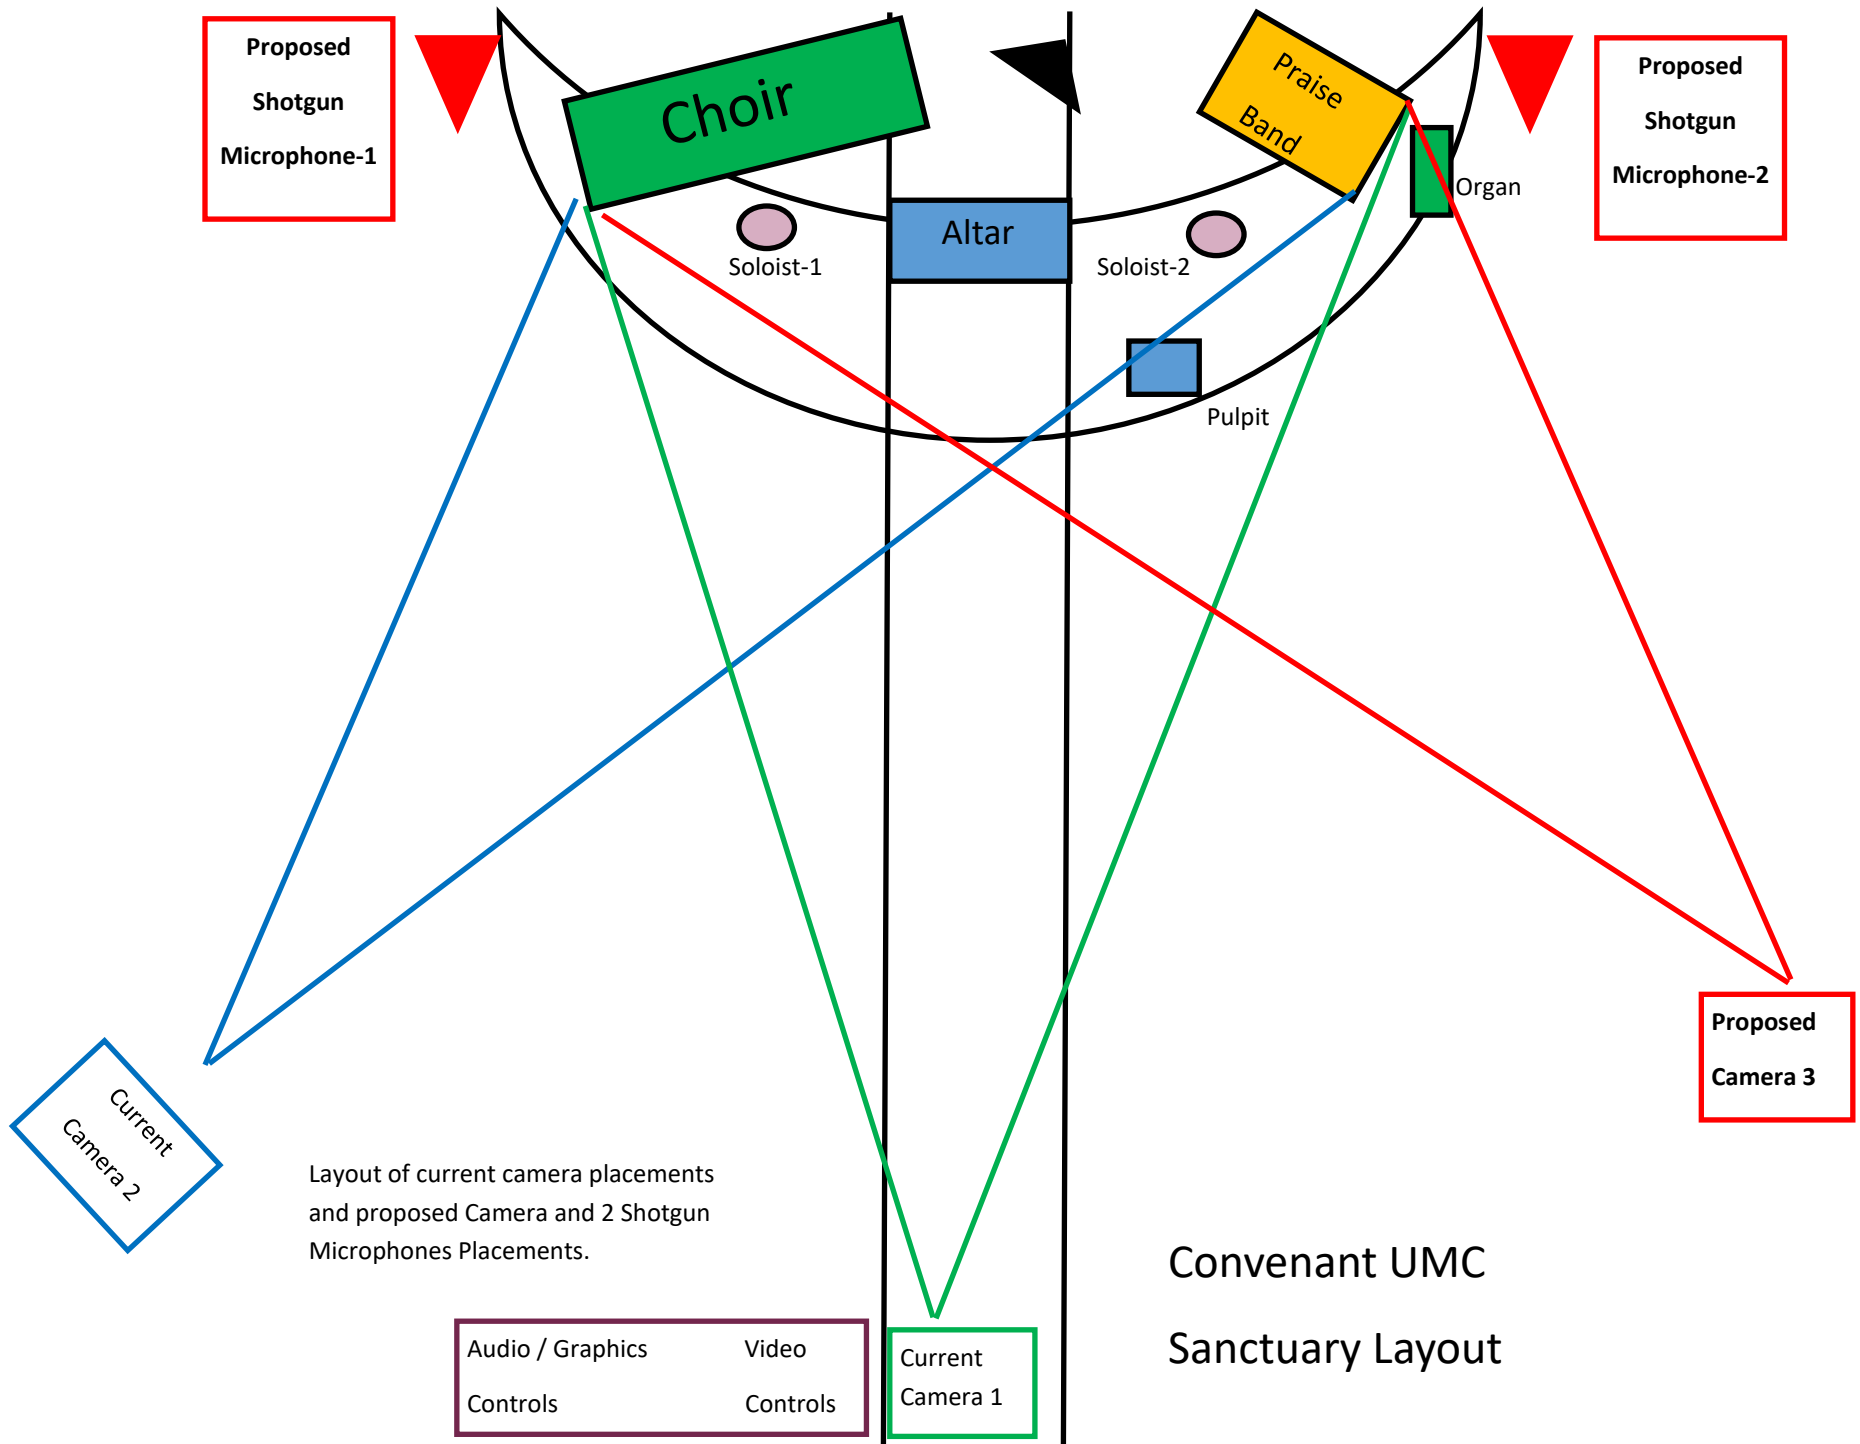 Proposed
Shotgun
Microphone-1
Choir
Praise
Band
Proposed
Shotgun
Microphone-2
Organ
Altar
Soloist-1
Soloist-2
Pulpit
Proposed
Camera 3
Current
Camera 2
Layout of current camera placements
and proposed Camera and 2 Shotgun
Microphones Placements.
Convenant UMC
Sanctuary Layout
Audio / Graphics
Controls
Video
Controls
Current
Camera 1